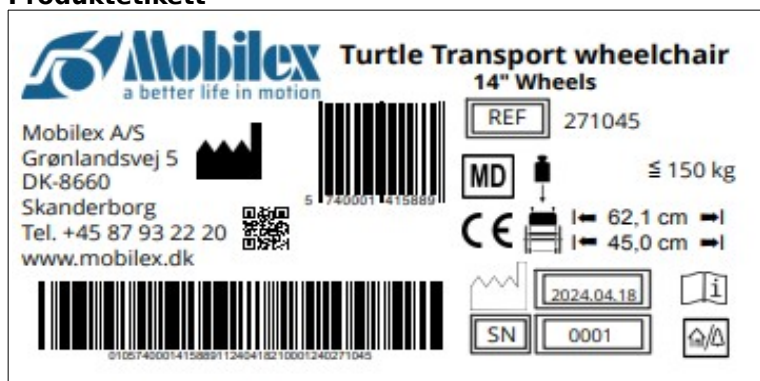 Produktetikett
Mobilex
a better life in motion
Turtle Transport wheelchair
14" Wheels
REF 271045
Mobilex A/S
Grønlandsvej 5
DK-8660
Skanderborg
Tel. +45 87 93 22 20
www.mobilex.dk
5 740001 415889
MD ≦ 150 kg
CE 62,1 cm
45,0 cm
2024.04.18
SN 0001